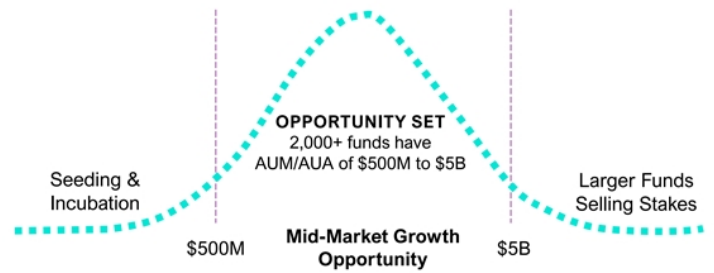 OPPORTUNITY SET
2,000+ funds have
AUM/AUA of $500M to $5B
Seeding &
Incubation
Larger Funds
Selling Stakes
$500M
Mid-Market Growth
Opportunity
$5B